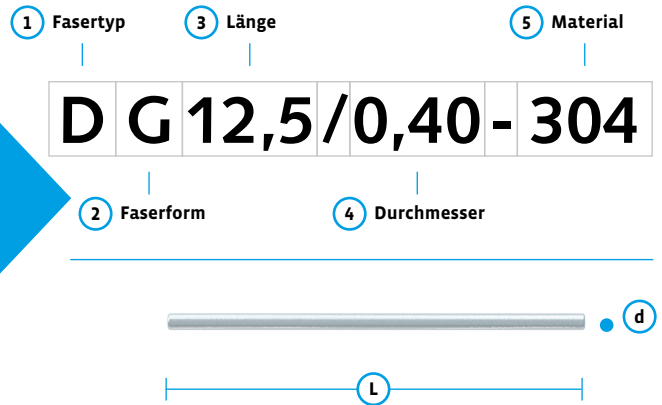 1 Fasertyp 3 Länge 5 Material
D G 12,5 / 0,40 - 304
2 Faserform 4 Durchmesser
d
L